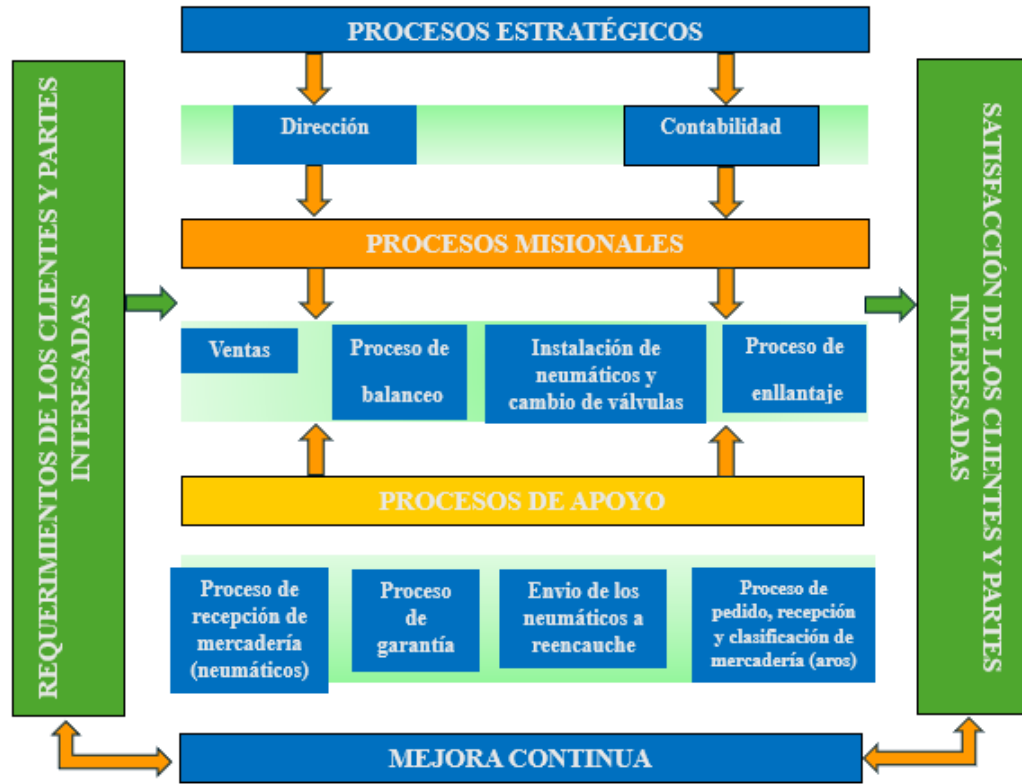 PROCESOS ESTRATÉGICOS
REQUERIMIENTOS DE LOS CLIENTES Y PARTES
INTERESADAS
Dirección
Contabilidad
PROCESOS MISIONALES
Ventas
Proceso de
balanceo
Instalación de
neumáticos y
cambio de válvulas
Proceso de
enllantaje
PROCESOS DE APOYO
Proceso de
recepción de
mercadería
(neumáticos)
Proceso
de
garantía
Envio de los
neumáticos a
reencauche
Proceso de
pedido, recepción
y clasificación de
mercadería (aros)
SATISFACCIÓN DE LOS CLIENTES Y PARTES
INTERESADAS
MEJORA CONTINUA